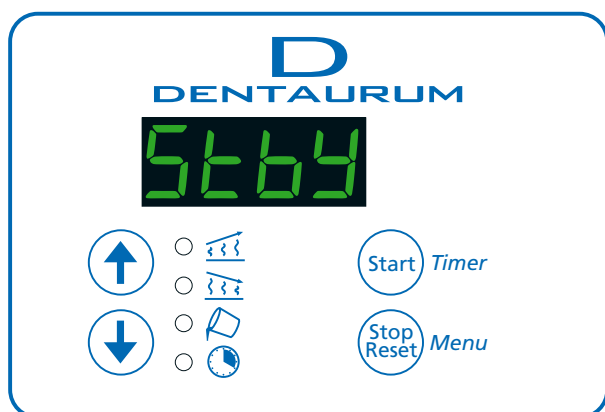 D
DENTAURUM
Stby
Start Timer
Stop
Reset Menu